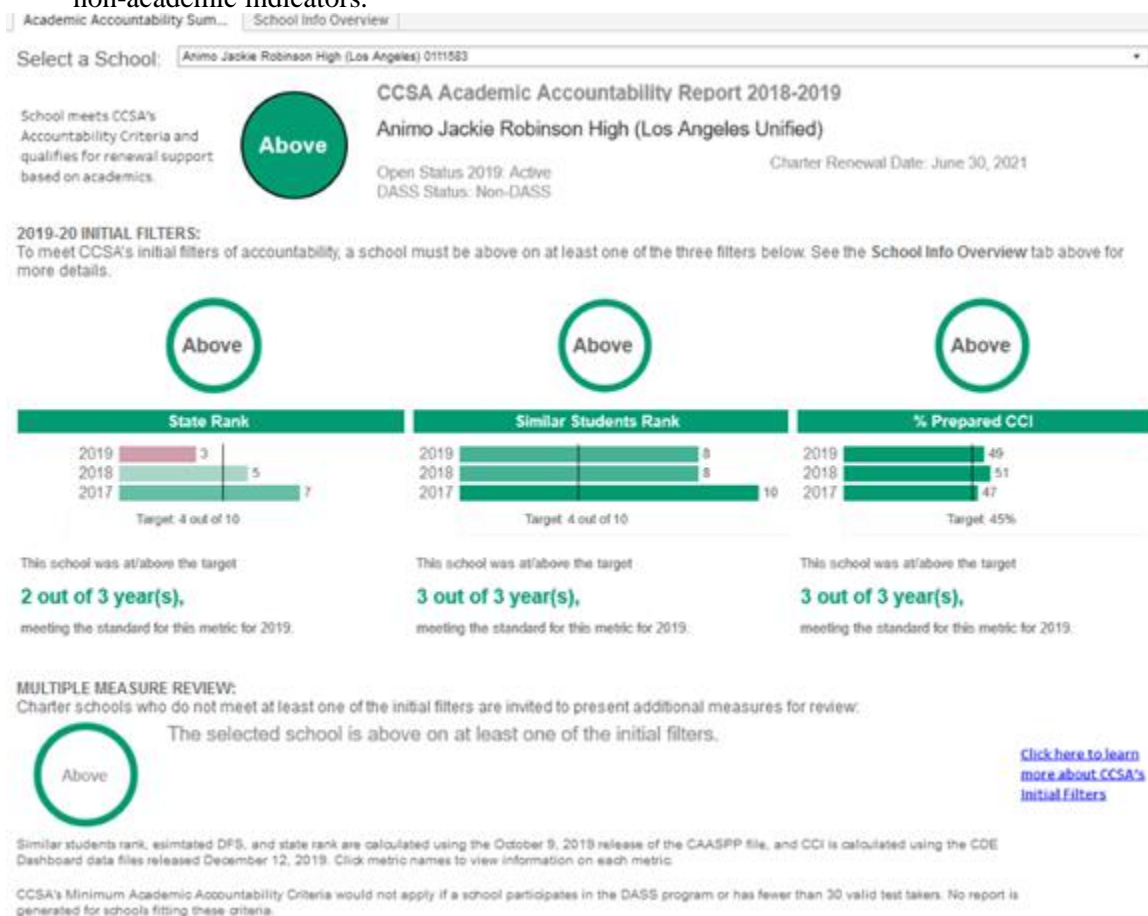 non-academic indicators.
Academic Accountability Sum...
School Info Overview
Select a School:
Animo Jackie Robinson High (Los Angeles) 0111583
School meets CCSA's
Accountability Criteria and
qualifies for renewal support
based on academics.
Above
CCSA Academic Accountability Report 2018-2019
Animo Jackie Robinson High (Los Angeles Unified)
Open Status 2019: Active
DASS Status: Non-DASS
Charter Renewal Date: June 30, 2021
2019-20 INITIAL FILTERS:
To meet CCSA's initial filters of accountability, a school must be above on at least one of the three filters below. See the School Info Overview tab above for
more details.
Above
Above
Above
State Rank
2019 3
2018 5
2017 7
Target: 4 out of 10
Similar Students Rank
2019 8
2018 8
2017 10
Target: 4 out of 10
% Prepared CCI
2019 49
2018 51
2017 47
Target: 45%
This school was at/above the target
2 out of 3 year(s),
meeting the standard for this metric for 2019.
This school was at/above the target
3 out of 3 year(s),
meeting the standard for this metric for 2019.
This school was at/above the target
3 out of 3 year(s),
meeting the standard for this metric for 2019.
MULTIPLE MEASURE REVIEW:
Charter schools who do not meet at least one of the initial filters are invited to present additional measures for review:
Above
The selected school is above on at least one of the initial filters.
Click here to learn
more about CCSA's
Initial Filters
Similar students rank, esimtated DFS, and state rank are calculated using the October 9, 2019 release of the CAASPP file, and CCI is calculated using the CDE
Dashboard data files released December 12, 2019. Click metric names to view information on each metric.
CCSA's Minimum Academic Accountability Criteria would not apply if a school participates in the DASS program or has fewer than 30 valid test takers. No report is
generated for schools fitting these criteria.